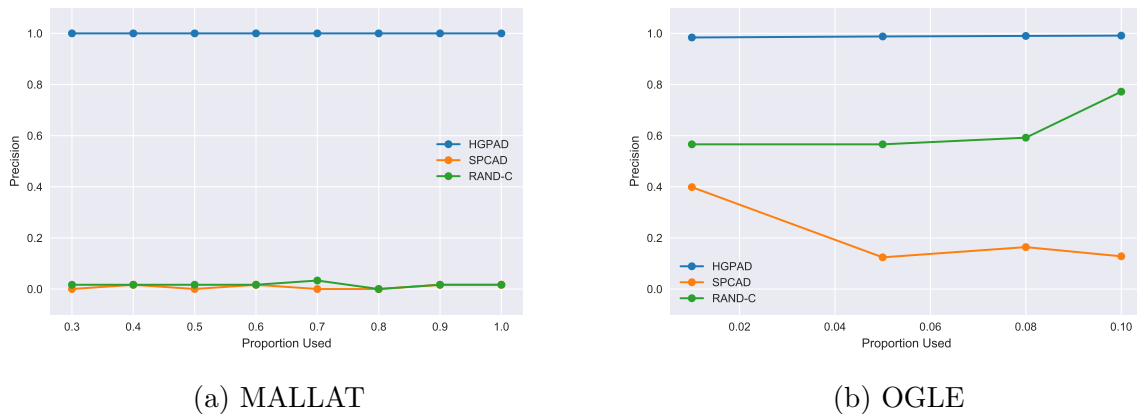 1.0
0.8
0.6
0.4
0.2
0.0
Precision
HGPAD
SPCAD
RAND-C
0.3 0.4 0.5 0.6 0.7 0.8 0.9 1.0
Proportion Used
(a) MALLAT
1.0
0.8
0.6
0.4
0.2
0.0
Precision
HGPAD
SPCAD
RAND-C
0.02 0.04 0.06 0.08 0.10
Proportion Used
(b) OGLE